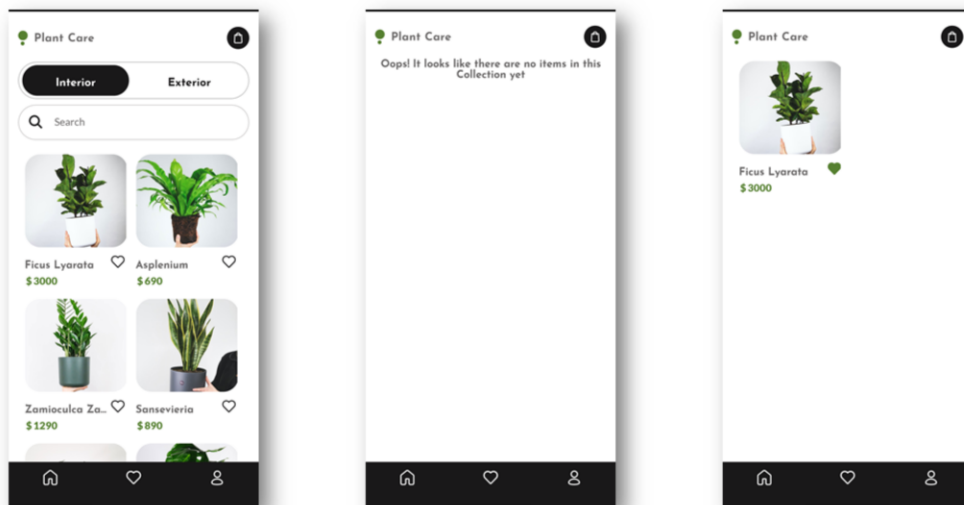 Plant Care
Interior Exterior
Search
Ficus Lyarata Asplenium
$3000 $690
Zamioculca Za... Sansevieria
$1290 $890
Plant Care
Oops! It looks like there are no items in this
Collection yet
Plant Care
Ficus Lyarata
$3000